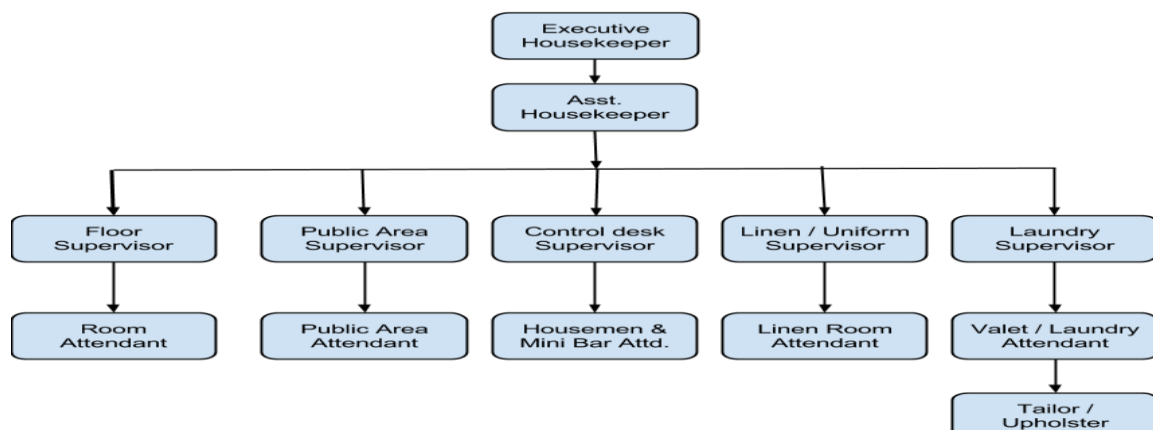 Executive
Housekeeper
Asst.
Housekeeper
Floor
Supervisor
Public Area
Supervisor
Control desk
Supervisor
Linen / Uniform
Supervisor
Laundry
Supervisor
Room
Attendant
Public Area
Attendant
Housemen &
Mini Bar Attd.
Linen Room
Attendant
Valet / Laundry
Attendant
Tailor /
Upholster